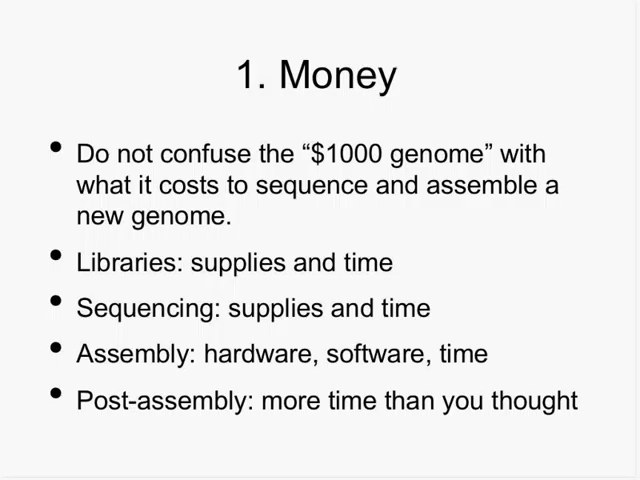 1. Money
• Do not confuse the “$1000 genome” with
what it costs to sequence and assemble a
new genome.
• Libraries: supplies and time
• Sequencing: supplies and time
• Assembly: hardware, software, time
• Post-assembly: more time than you thought